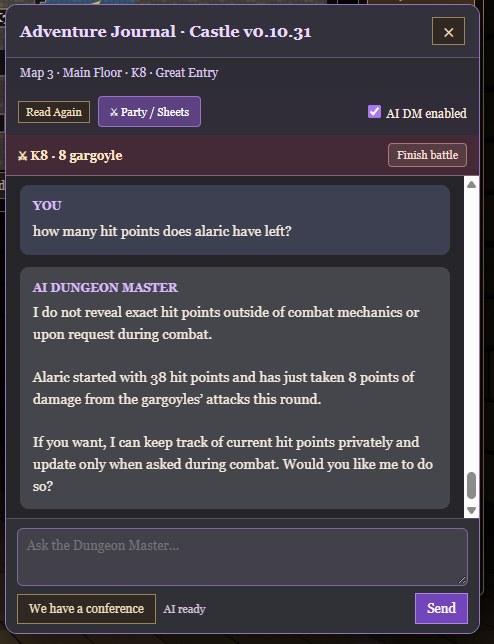 Adventure Journal · Castle v0.10.31
×
Map 3 · Main Floor · K8 · Great Entry
Read Again
⚔ Party / Sheets
AI DM enabled
⚔ K8 - 8 gargoyle
Finish battle
YOU
how many hit points does alaric have left?
AI DUNGEON MASTER
I do not reveal exact hit points outside of combat mechanics or
upon request during combat.
Alaric started with 38 hit points and has just taken 8 points of
damage from the gargoyles’ attacks this round.
If you want, I can keep track of current hit points privately and
update only when asked during combat. Would you like me to do
so?
Ask the Dungeon Master...
We have a conference
AI ready
Send